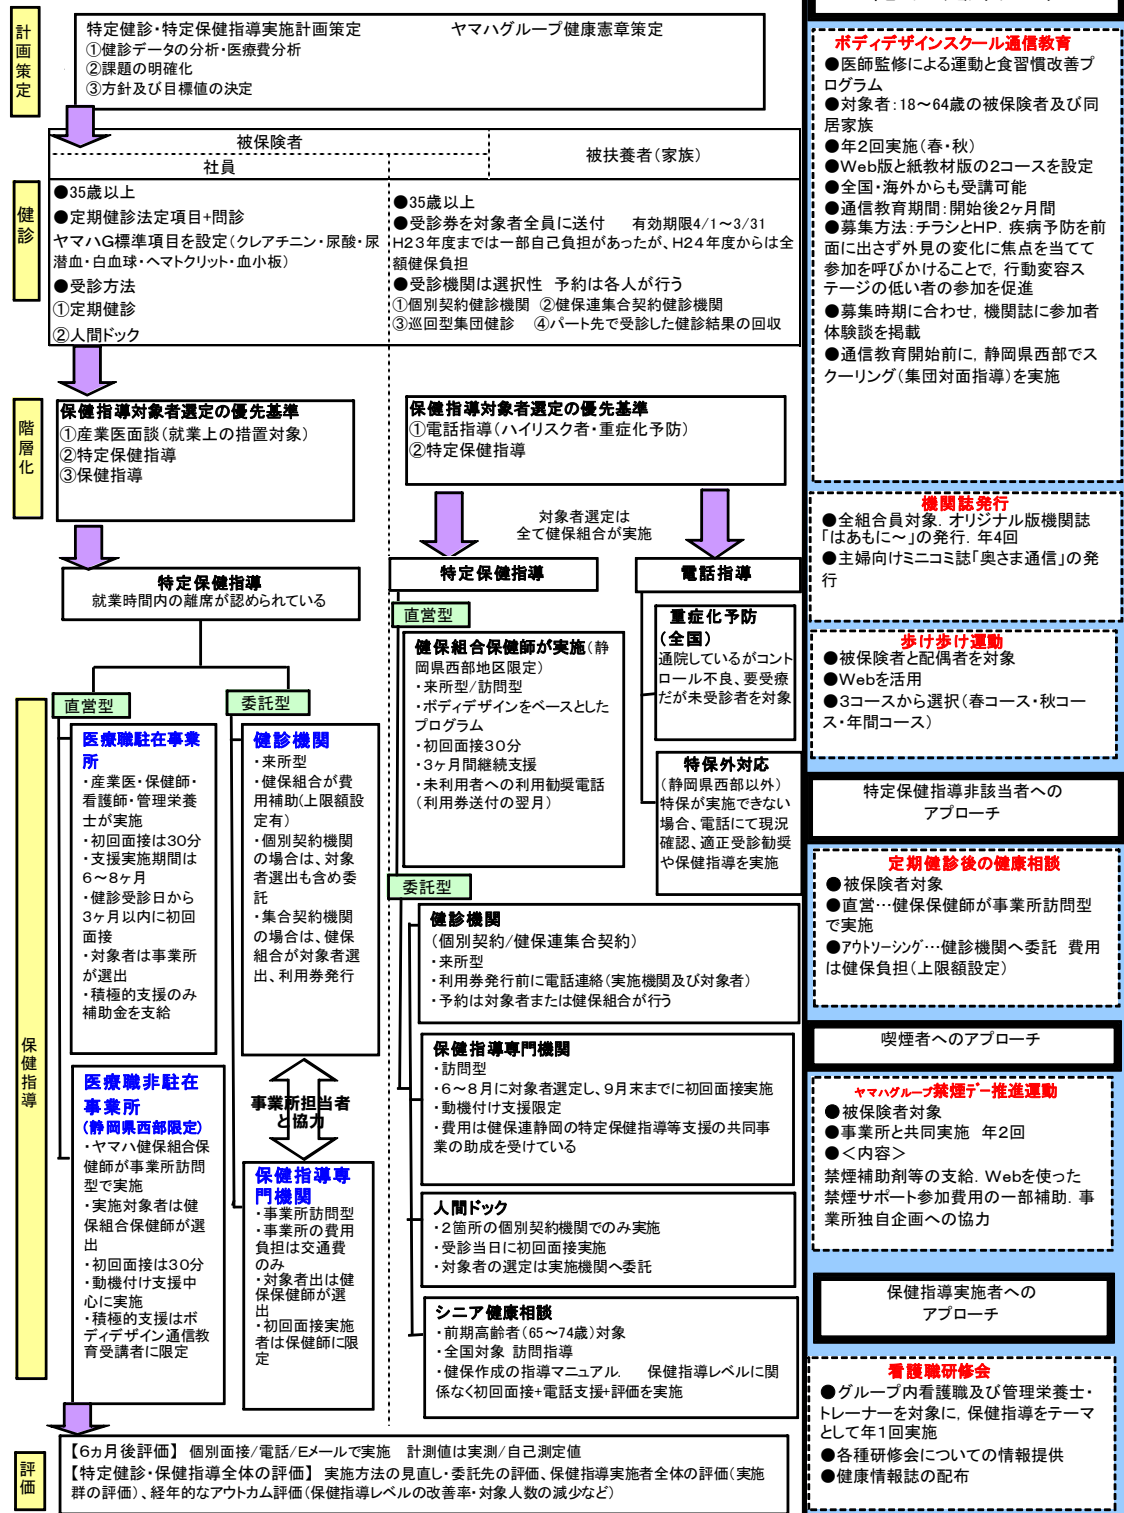 計画策定
特定健診・特定保健指導実施計画策定　ヤマハグループ健康憲章策定
①健診データの分析・医療費分析
②課題の明確化
③方針及び目標値の決定
被保険者
社員
被扶養者(家族)
健診
●35歳以上
●定期健診法定項目+問診
ヤマハG標準項目を設定(クレアチニン・尿酸・尿
潜血・白血球・ヘマトクリット・血小板)
●受診方法
①定期健診
②人間ドック
●35歳以上
●受診券を対象者全員に送付　有効期限4/1～3/31
H23年度までは一部自己負担があったが、H24年度からは全
額健保負担
●受診機関は選択性　予約は各人が行う
①個別契約健診機関 ②健保連集合契約健診機関
③巡回型集団健診　④パート先で受診した健診結果の回収
階層化
保健指導対象者選定の優先基準
①産業医面談(就業上の措置対象)
②特定保健指導
③保健指導
保健指導対象者選定の優先基準
①電話指導(ハイリスク者・重症化予防)
②特定保健指導
対象者選定は
全て健保組合が実施
保健指導
特定保健指導
就業時間内の離席が認められている
直営型
医療職駐在事業
所
・産業医・保健師・
看護師・管理栄養
士が実施
・初回面接は30分
・支援実施期間は
6～8ヶ月
・健診受診日から
3ヶ月以内に初回
面接
・対象者は事業所
が選出
・積極的支援のみ
補助金を支給
医療職非駐在
事業所
(静岡県西部限定)
・ヤマハ健保組合保
健師が事業所訪問
型で実施
・実施対象者は健
保組合保健師が選
出
・初回面接は30分
・動機付け支援中
心に実施
・積極的支援はボ
ディデザイン通信教
育受講者に限定
委託型
健診機関
・来所型
・健保組合が費
用補助(上限額設
定有)
・個別契約機関
の場合は、対象
者選出も含め委
託
・集合契約機関
の場合は、健保
組合が対象者選
出、利用券発行
事業所担当者
と協力
保健指導専
門機関
・事業所訪問型
・事業所の費用
負担は交通費
のみ
・対象者出は健
保保健師が選
出
・初回面接実施
者は保健師に限
定
特定保健指導
直営型
健保組合保健師が実施(静
岡県西部地区限定)
・来所型/訪問型
・ボディデザインをベースとした
プログラム
・初回面接30分
・3ヶ月間継続支援
・未利用者への利用勧奨電話
(利用券送付の翌月)
電話指導
重症化予防
(全国)
通院しているがコント
ロール不良、要受療
だが未受診者を対象
特保外対応
(静岡県西部以外)
特保が実施できない
場合、電話にて現況
確認、適正受診勧奨
や保健指導を実施
委託型
健診機関
(個別契約/健保連集合契約)
・来所型
・利用券発行前に電話連絡(実施機関及び対象者)
・予約は対象者または健保組合が行う
保健指導専門機関
・訪問型
・6～8月に対象者選定し、9月末までに初回面接実施
・動機付け支援限定
・費用は健保連静岡の特定保健指導等支援の共同事
業の助成を受けている
人間ドック
・2箇所の個別契約機関でのみ実施
・受診当日に初回面接実施
・対象者の選定は実施機関へ委託
シニア健康相談
・前期高齢者(65～74歳)対象
・全国対象 訪問指導
・健保作成の指導マニュアル.　保健指導レベルに関
係なく初回面接+電話支援+評価を実施
評価
【6ヵ月後評価】 個別面接/電話/Eメールで実施　計測値は実測/自己測定値
【特定健診・保健指導全体の評価】 実施方法の見直し・委託先の評価、保健指導実施者全体の評価(実施
群の評価)、経年的なアウトカム評価(保健指導レベルの改善率・対象人数の減少など)
ボディデザインスクール通信教育
●医師監修による運動と食習慣改善プ
ログラム
●対象者:18～64歳の被保険者及び同
居家族
●年2回実施(春・秋)
●Web版と紙教材版の2コースを設定
●全国・海外からも受講可能
●通信教育期間:開始後2ヶ月間
●募集方法:チラシとHP. 疾病予防を前
面に出さず外見の変化に焦点を当てて
参加を呼びかけることで, 行動変容ス
テージの低い者の参加を促進
●募集時期に合わせ, 機関誌に参加者
体験談を掲載
●通信教育開始前に, 静岡県西部でス
クーリング(集団対面指導)を実施
機関誌発行
●全組合員対象. オリジナル版機関誌
「はあもに～」の発行. 年4回
●主婦向けミニコミ誌「奥さま通信」の発
行
歩け歩け運動
●被保険者と配偶者を対象
●Webを活用
●3コースから選択(春コース・秋コー
ス・年間コース)
特定保健指導非該当者への
アプローチ
定期健診後の健康相談
●被保険者対象
●直営…健保保健師が事業所訪問型
で実施
●アウトソーシング…健診機関へ委託 費用
は健保負担(上限額設定)
喫煙者へのアプローチ
ヤマハグループ禁煙デー推進運動
●被保険者対象
●事業所と共同実施　年2回
●＜内容＞
禁煙補助剤等の支給. Webを使った
禁煙サポート参加費用の一部補助. 事
業所独自企画への協力
保健指導実施者への
アプローチ
看護職研修会
●グループ内看護職及び管理栄養士・
トレーナーを対象に, 保健指導をテーマ
として年1回実施
●各種研修会についての情報提供
●健康情報誌の配布